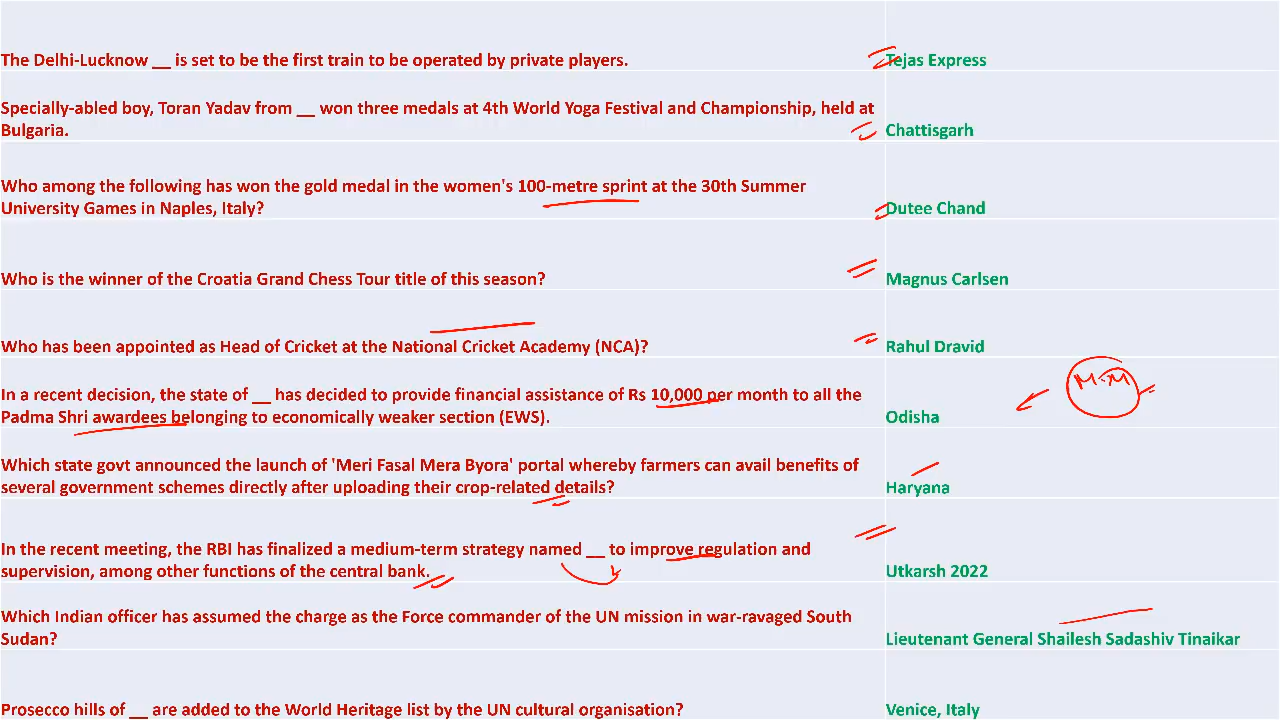 The Delhi-Lucknow __ is set to be the first train to be operated by private players.
Tejas Express
Specially-abled boy, Toran Yadav from __ won three medals at 4th World Yoga Festival and Championship, held at
Bulgaria.
Chattisgarh
Who among the following has won the gold medal in the women's 100-metre sprint at the 30th Summer
University Games in Naples, Italy?
Dutee Chand
Who is the winner of the Croatia Grand Chess Tour title of this season?
Magnus Carlsen
Who has been appointed as Head of Cricket at the National Cricket Academy (NCA)?
Rahul Dravid
In a recent decision, the state of __ has decided to provide financial assistance of Rs 10,000 per month to all the
Padma Shri awardees belonging to economically weaker section (EWS).
Odisha
M.M
Which state govt announced the launch of 'Meri Fasal Mera Byora' portal whereby farmers can avail benefits of
several government schemes directly after uploading their crop-related details?
Haryana
In the recent meeting, the RBI has finalized a medium-term strategy named __ to improve regulation and
supervision, among other functions of the central bank.
Utkarsh 2022
Which Indian officer has assumed the charge as the Force commander of the UN mission in war-ravaged South
Sudan?
Lieutenant General Shailesh Sadashiv Tinaikar
Prosecco hills of __ are added to the World Heritage list by the UN cultural organisation?
Venice, Italy